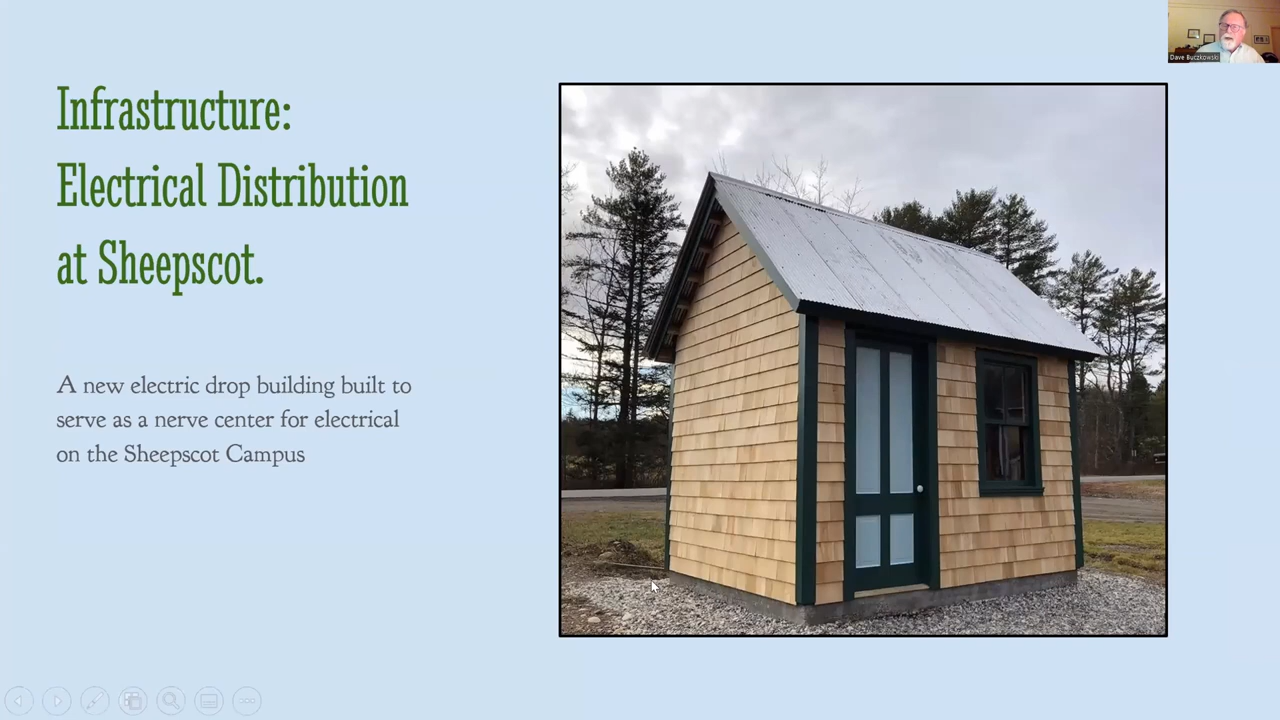 Infrastructure:
Electrical Distribution
at Sheepscot.
A new electric drop building built to
serve as a nerve center for electrical
on the Sheepscot Campus
Dave Buczkowski